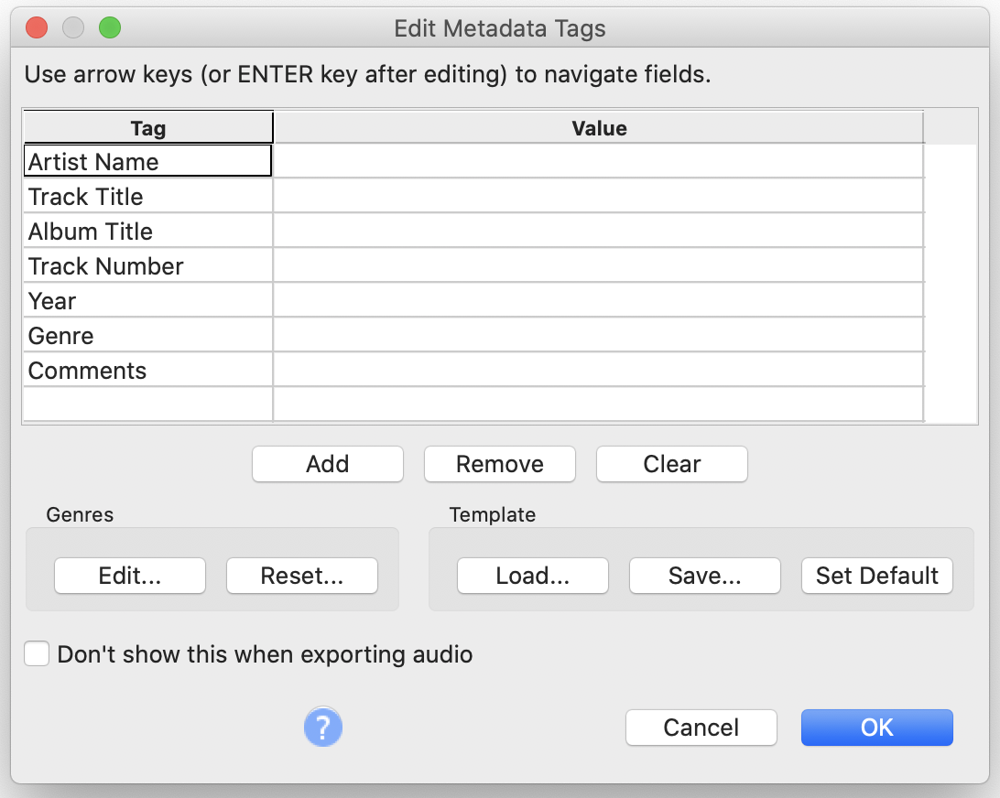 Edit Metadata Tags
Use arrow keys (or ENTER key after editing) to navigate fields.
Tag Value
Artist Name
Track Title
Album Title
Track Number
Year
Genre
Comments
Add Remove Clear
Genres Template
Edit... Reset... Load... Save... Set Default
Don't show this when exporting audio
? Cancel OK